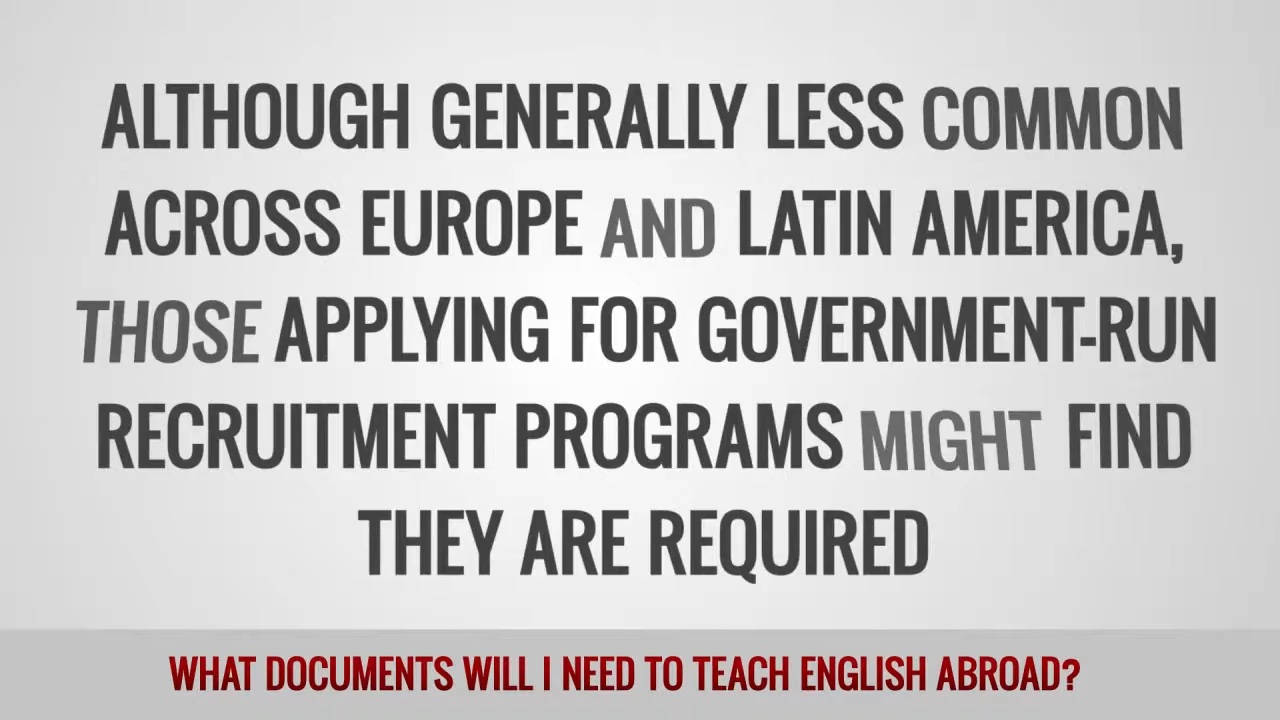 ALTHOUGH GENERALLY LESS COMMON
ACROSS EUROPE AND LATIN AMERICA,
THOSE APPLYING FOR GOVERNMENT-RUN
RECRUITMENT PROGRAMS MIGHT FIND
THEY ARE REQUIRED
WHAT DOCUMENTS WILL I NEED TO TEACH ENGLISH ABROAD?